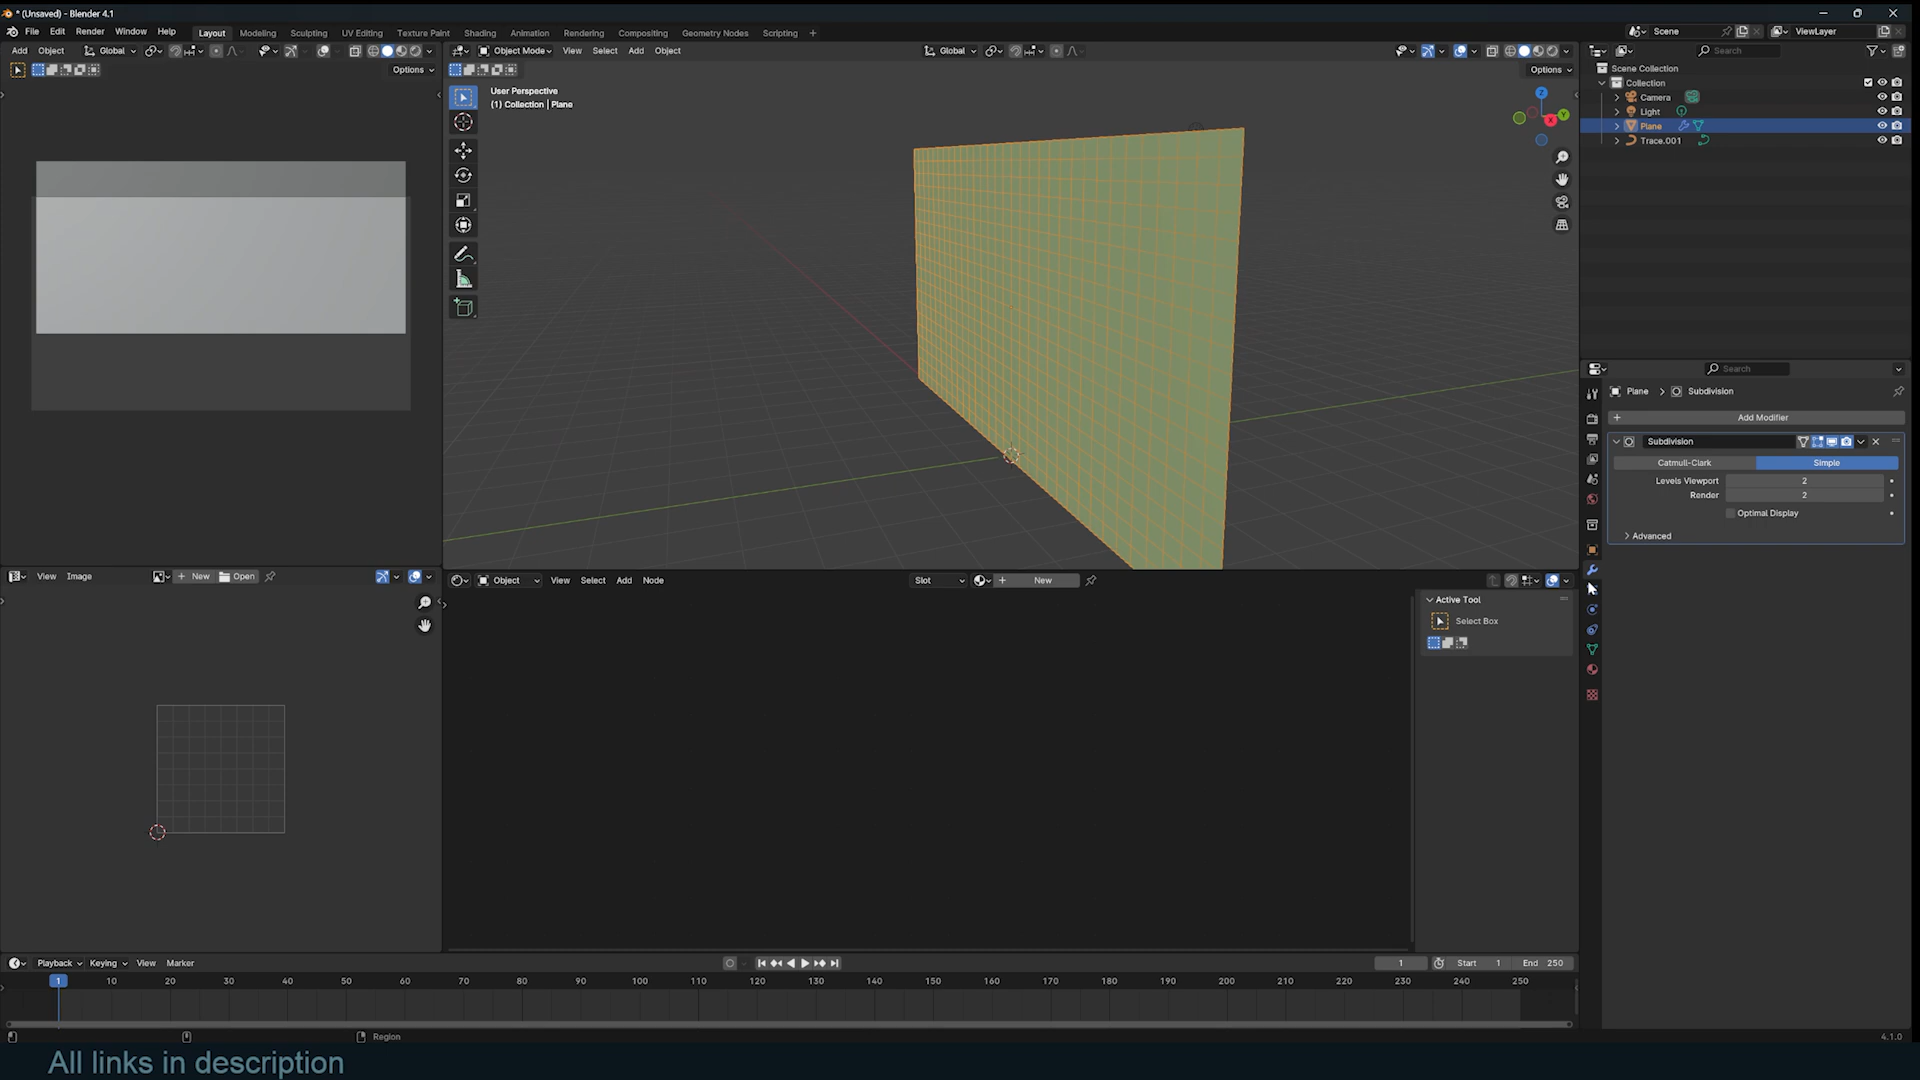 * (Unsaved) - Blender 4.1
File Edit Render Window Help Layout Modeling Sculpting UV Editing Texture Paint Shading Animation Rendering Compositing Geometry Nodes Scripting + Scene ViewLayer
Add Object Global Object Mode View Select Add Object Global Search
Options Options
User Perspective
(1) Collection | Plane
Z
Y
X
Scene Collection
Collection
Camera
Light
Plane
Trace.001
Search
Plane > Subdivision
+ Add Modifier
Subdivision
Catmull-Clark Simple
Levels Viewport 2
Render 2
Optimal Display
Advanced
View Image + New Open
Object View Select Add Node Slot + New
Active Tool
Select Box
Playback Keying View Marker 1 Start 1 End 250
1 10 20 30 40 50 60 70 80 90 100 110 120 130 140 150 160 170 180 190 200 210 220 230 240 250
Region 4.1.0
All links in description